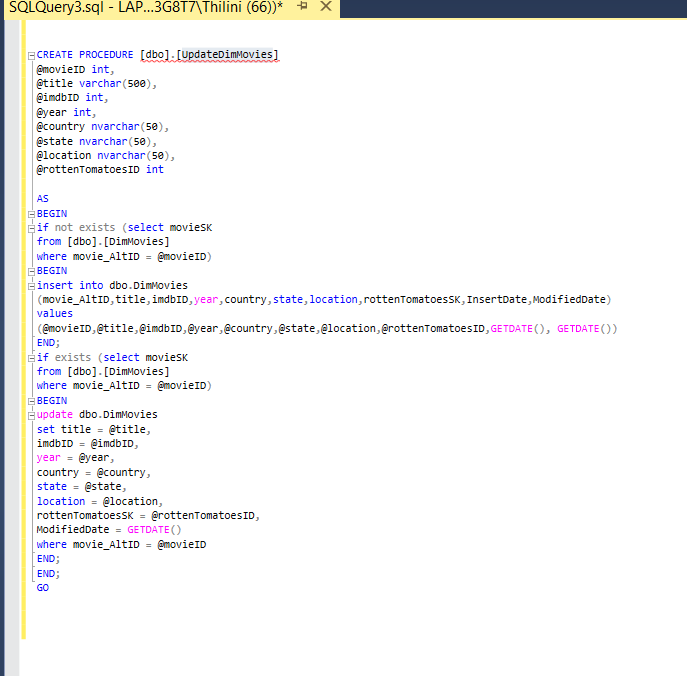 SQLQuery3.sql - LAP...3G8T7\Thilini (66))*
CREATE PROCEDURE [dbo].[UpdateDimMovies]
@movieID int,
@title varchar(500),
@imdbID int,
@year int,
@country nvarchar(50),
@state nvarchar(50),
@location nvarchar(50),
@rottenTomatoesID int
AS
BEGIN
if not exists (select movieSK
from [dbo].[DimMovies]
where movie_AltID = @movieID)
BEGIN
insert into dbo.DimMovies
(movie_AltID,title,imdbID,year,country,state,location,rottenTomatoesSK,InsertDate,ModifiedDate)
values
(@movieID,@title,@imdbID,@year,@country,@state,@location,@rottenTomatoesID,GETDATE(), GETDATE())
END;
if exists (select movieSK
from [dbo].[DimMovies]
where movie_AltID = @movieID)
BEGIN
update dbo.DimMovies
set title = @title,
imdbID = @imdbID,
year = @year,
country = @country,
state = @state,
location = @location,
rottenTomatoesSK = @rottenTomatoesID,
ModifiedDate = GETDATE()
where movie_AltID = @movieID
END;
END;
GO